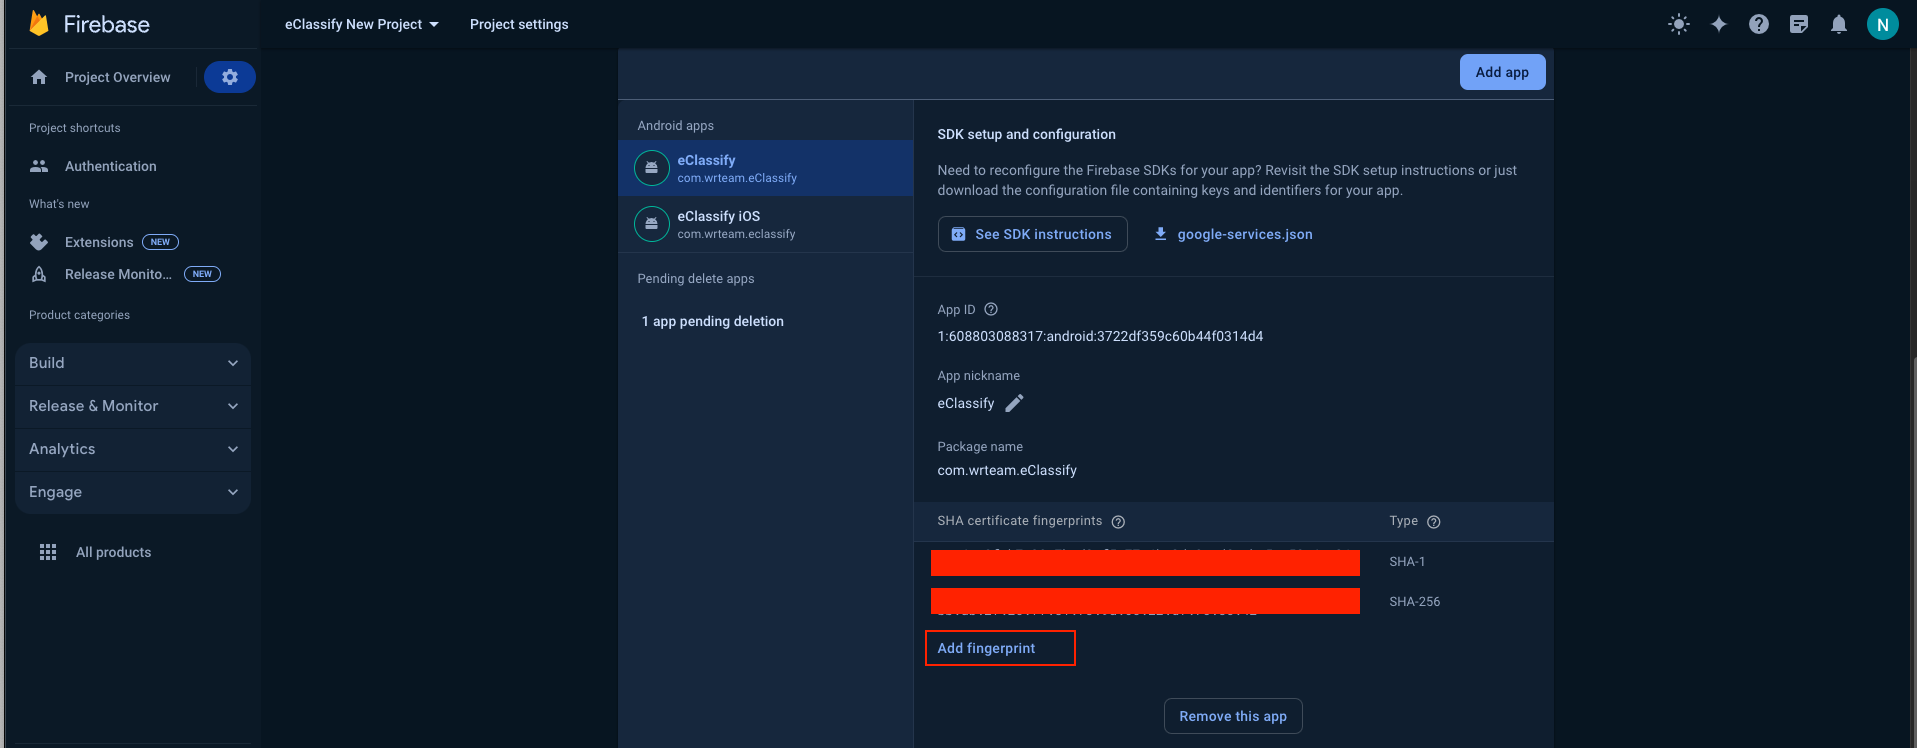 Firebase
eClassify New Project
Project settings
N
Project Overview
Project shortcuts
Authentication
What's new
Extensions NEW
Release Monito... NEW
Product categories
Build
Release & Monitor
Analytics
Engage
All products
Add app
Android apps
eClassify
com.wrteam.eClassify
eClassify iOS
com.wrteam.eclassify
Pending delete apps
1 app pending deletion
SDK setup and configuration
Need to reconfigure the Firebase SDKs for your app? Revisit the SDK setup instructions or just
download the configuration file containing keys and identifiers for your app.
See SDK instructions
google-services.json
App ID
1:608803088317:android:3722df359c60b44f0314d4
App nickname
eClassify
Package name
com.wrteam.eClassify
SHA certificate fingerprints
Type
SHA-1
SHA-256
Add fingerprint
Remove this app